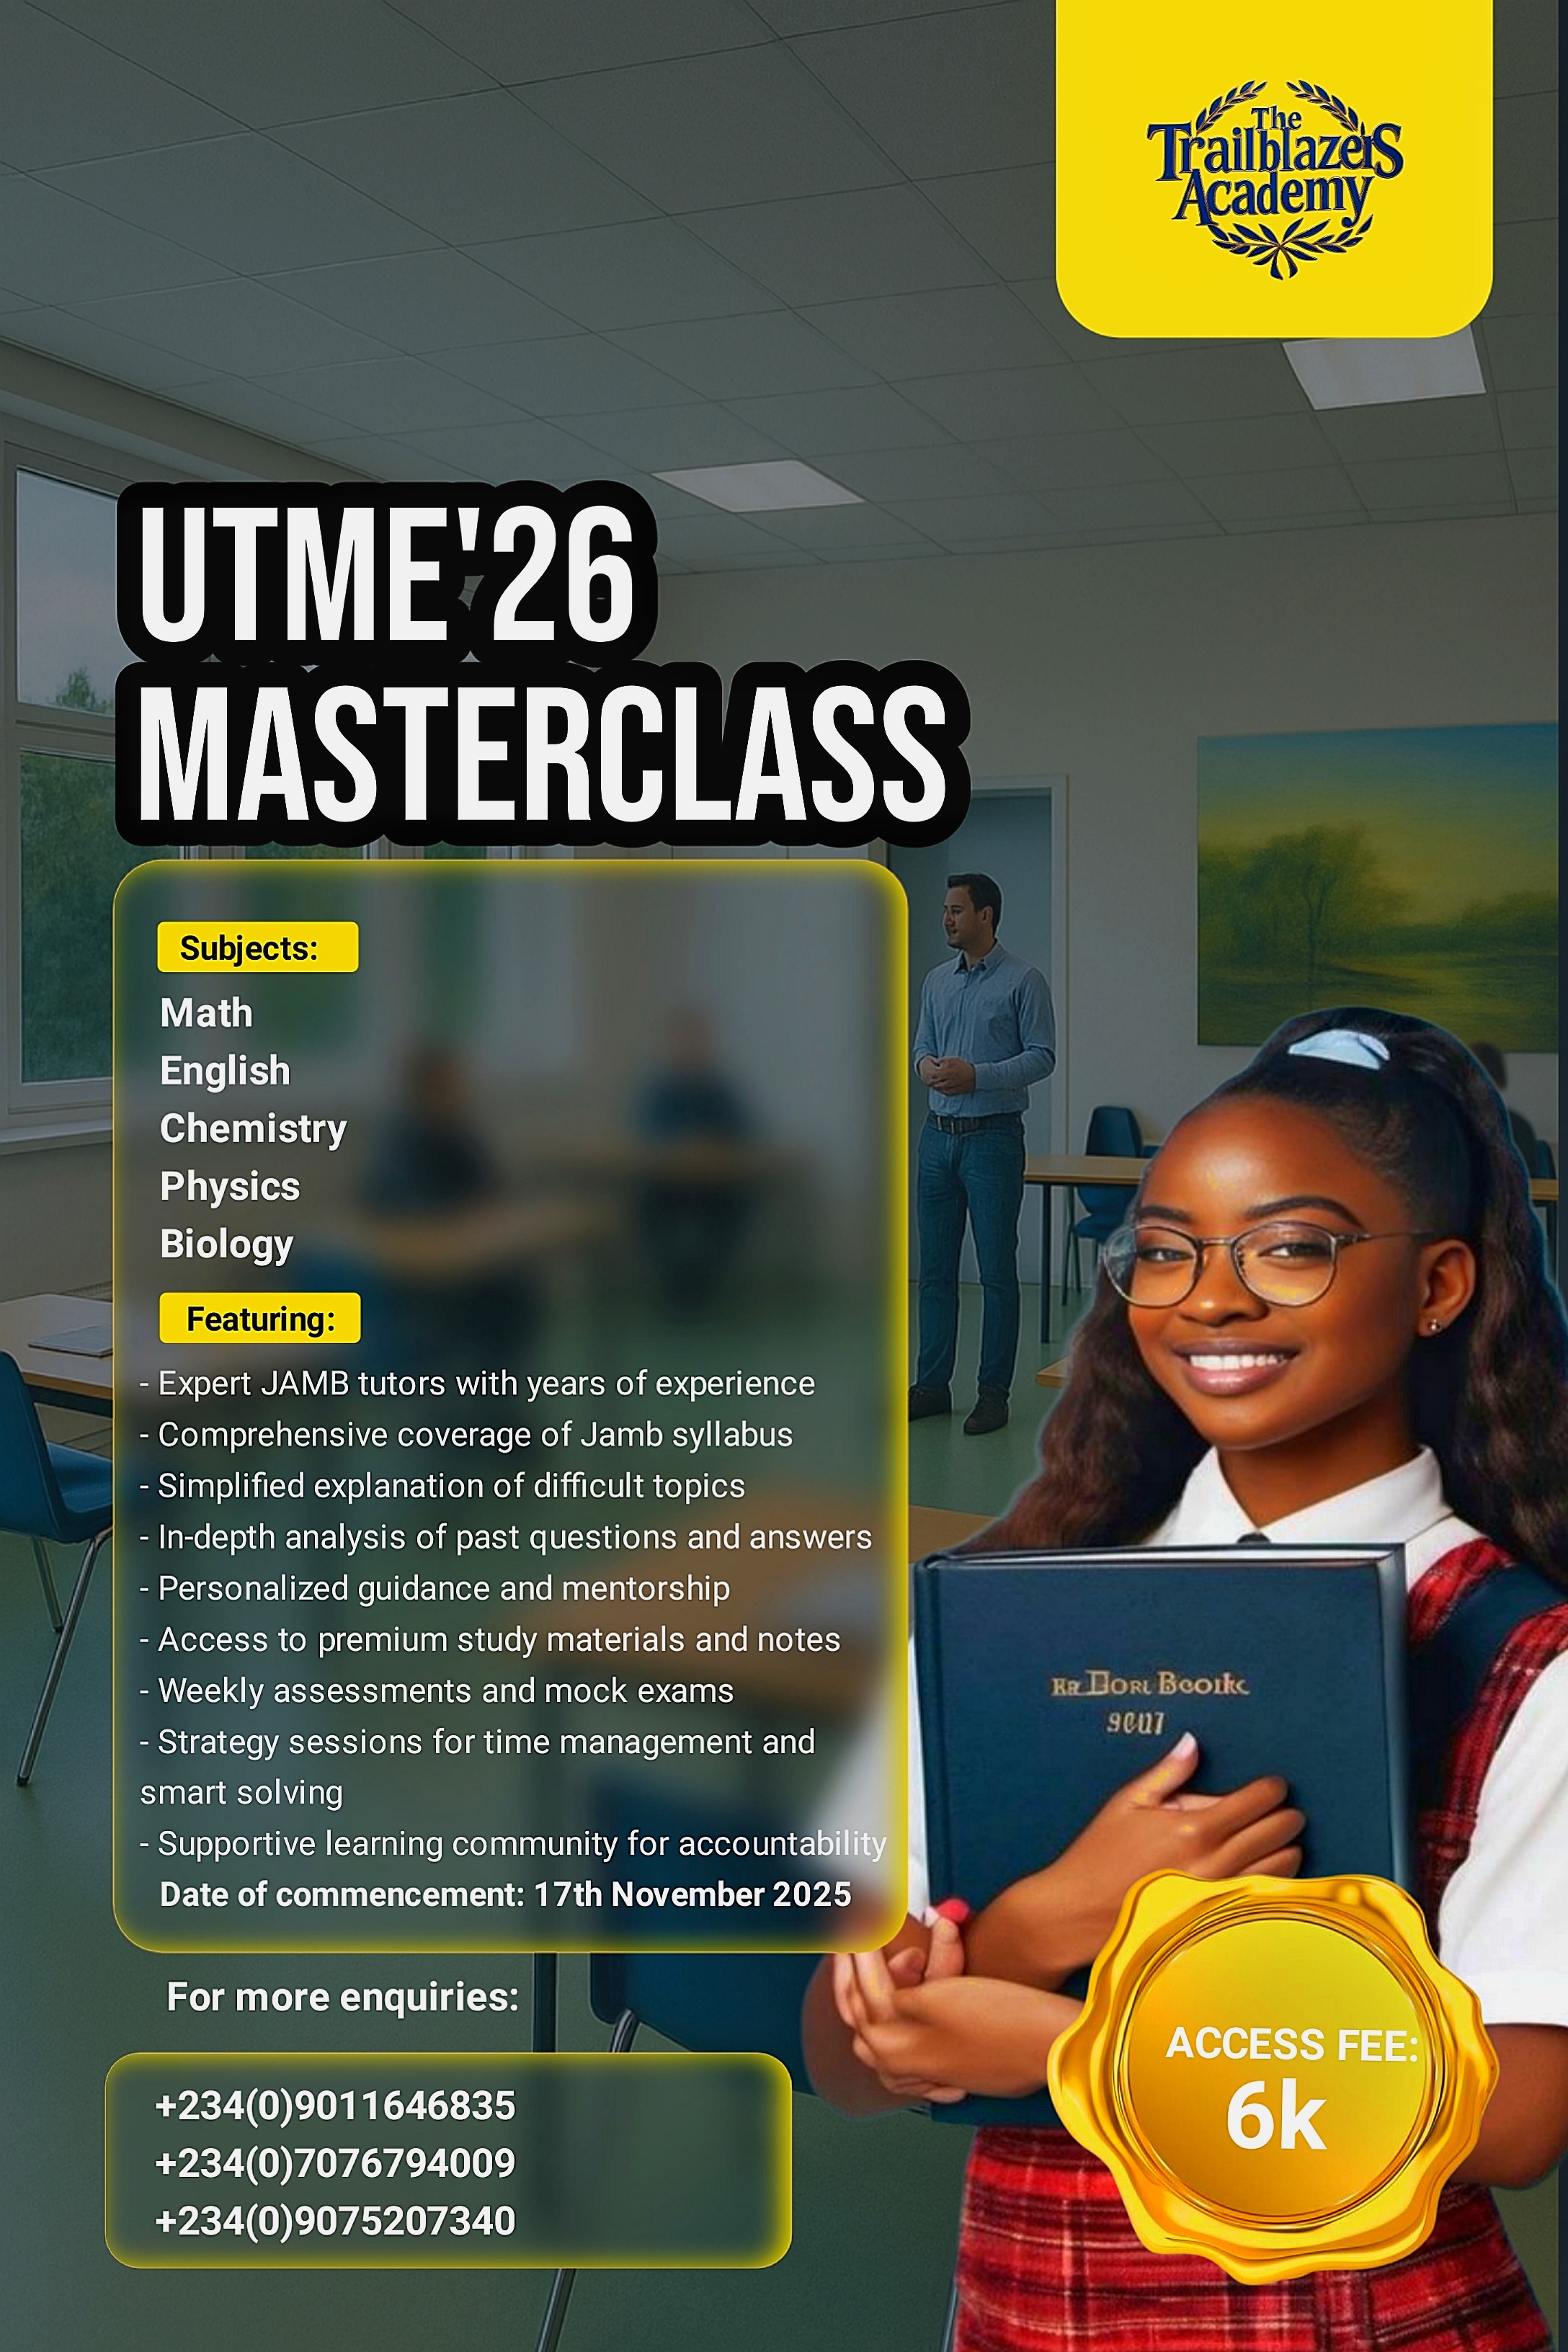 The
Trailblazers
Academy
UTME'26
MASTERCLASS
Subjects:
Math
English
Chemistry
Physics
Biology
Featuring:
- Expert JAMB tutors with years of experience
- Comprehensive coverage of Jamb syllabus
- Simplified explanation of difficult topics
- In-depth analysis of past questions and answers
- Personalized guidance and mentorship
- Access to premium study materials and notes
- Weekly assessments and mock exams
- Strategy sessions for time management and
smart solving
- Supportive learning community for accountability
Date of commencement: 17th November 2025
For more enquiries:
+234(0)9011646835
+234(0)7076794009
+234(0)9075207340
ACCESS FEE:
6k